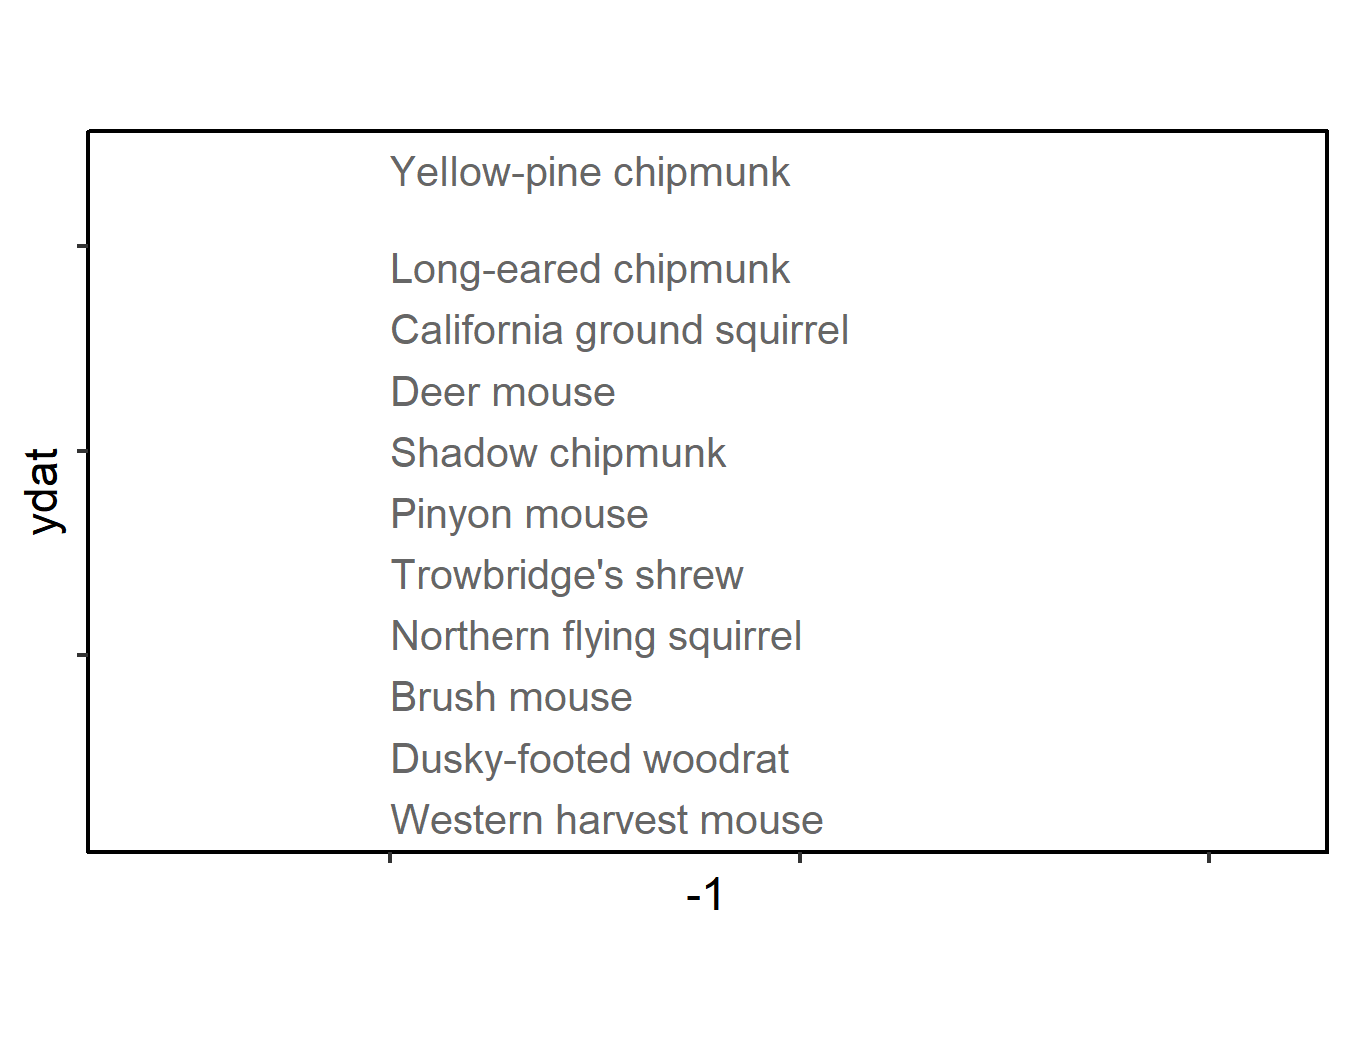 Yellow-pine chipmunk
Long-eared chipmunk
California ground squirrel
Deer mouse
Shadow chipmunk
Pinyon mouse
Trowbridge's shrew
Northern flying squirrel
Brush mouse
Dusky-footed woodrat
Western harvest mouse
ydat
-1